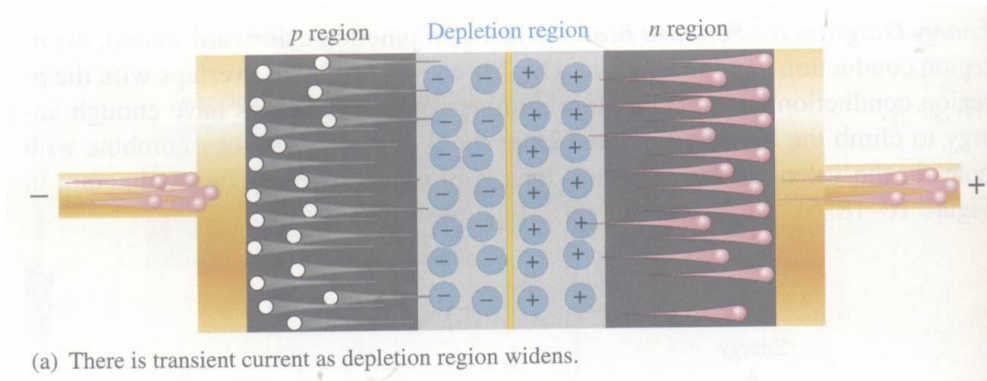 p region Depletion region n region
− +
(a) There is transient current as depletion region widens.